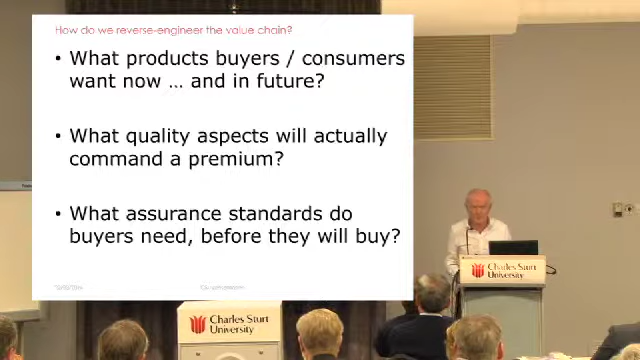 How do we reverse-engineer the value chain?
• What products buyers / consumers
want now … and in future?
• What quality aspects will actually
command a premium?
• What assurance standards do
buyers need, before they will buy?
Charles Sturt
University
Charles Sturt
University